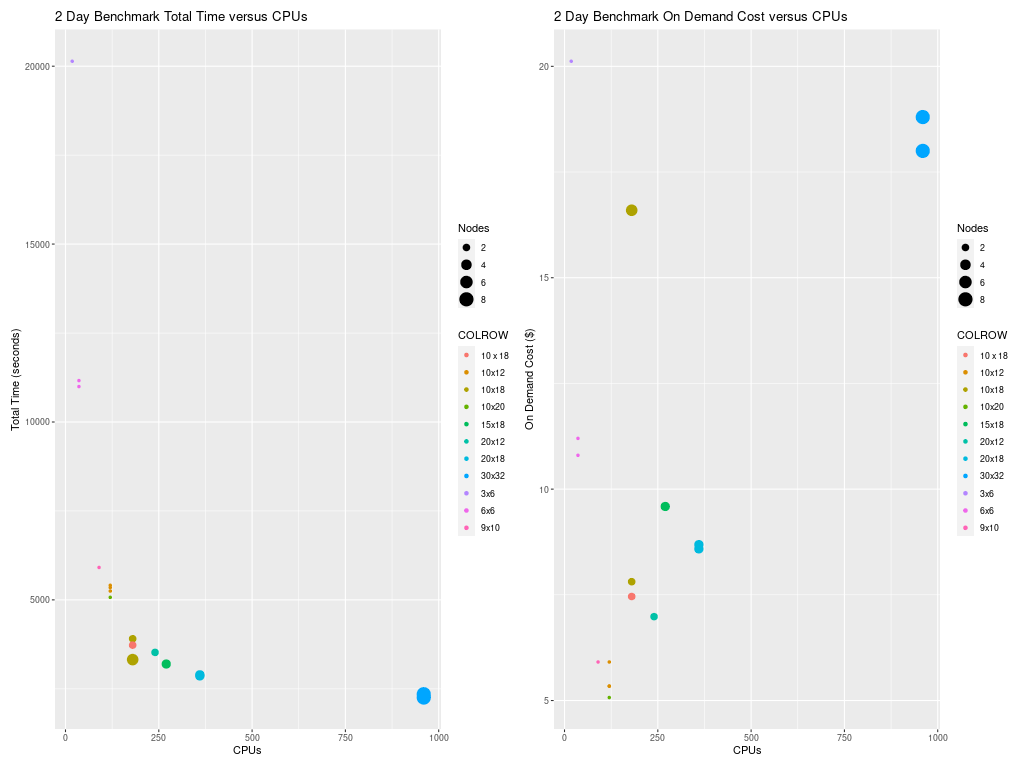 2 Day Benchmark Total Time versus CPUs
Total Time (seconds)
20000
15000
10000
5000
0
250
500
750
1000
CPUs
Nodes
2
4
6
8
COLROW
10 x 18
10x12
10x18
10x20
15x18
20x12
20x18
30x32
3x6
6x6
9x10
2 Day Benchmark On Demand Cost versus CPUs
On Demand Cost ($)
20
15
10
5
0
250
500
750
1000
CPUs
Nodes
2
4
6
8
COLROW
10 x 18
10x12
10x18
10x20
15x18
20x12
20x18
30x32
3x6
6x6
9x10